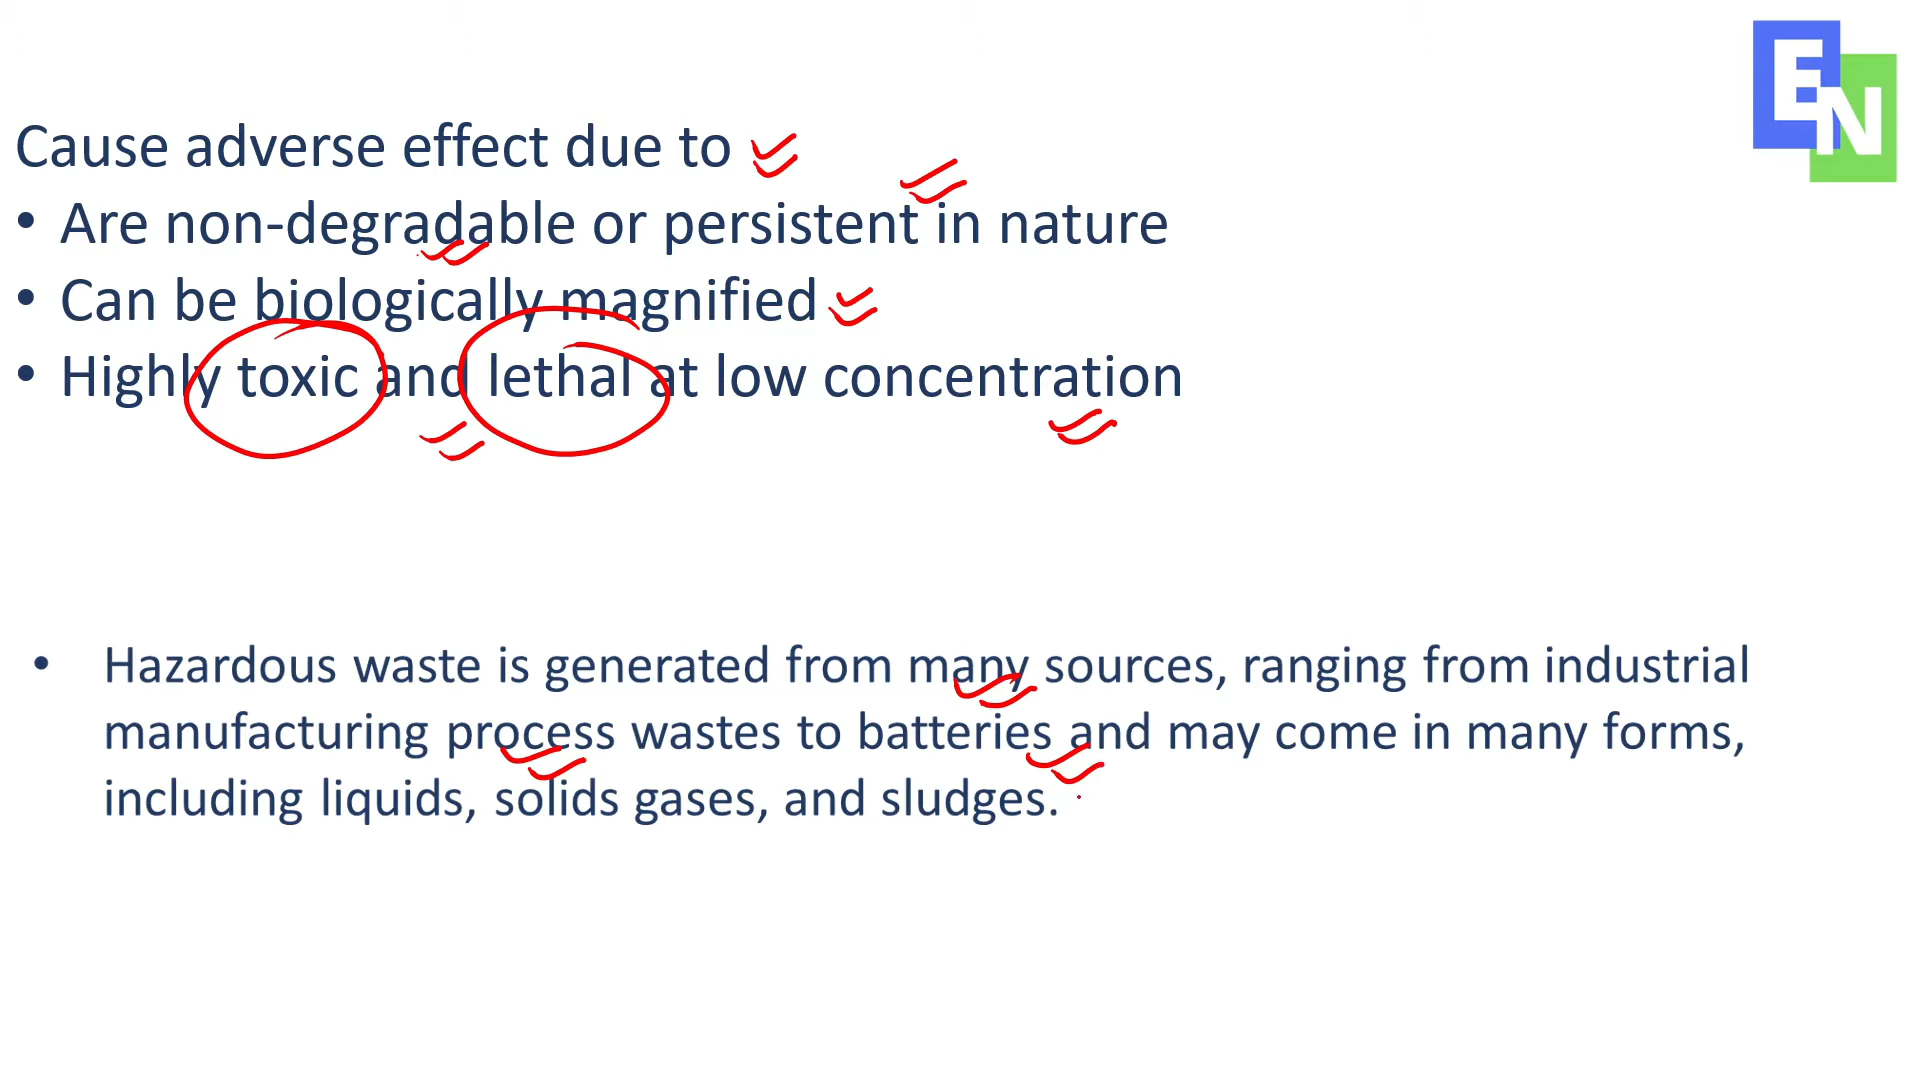 EN
Cause adverse effect due to
• Are non-degradable or persistent in nature
• Can be biologically magnified
• Highly toxic and lethal at low concentration
• Hazardous waste is generated from many sources, ranging from industrial
manufacturing process wastes to batteries and may come in many forms,
including liquids, solids gases, and sludges.